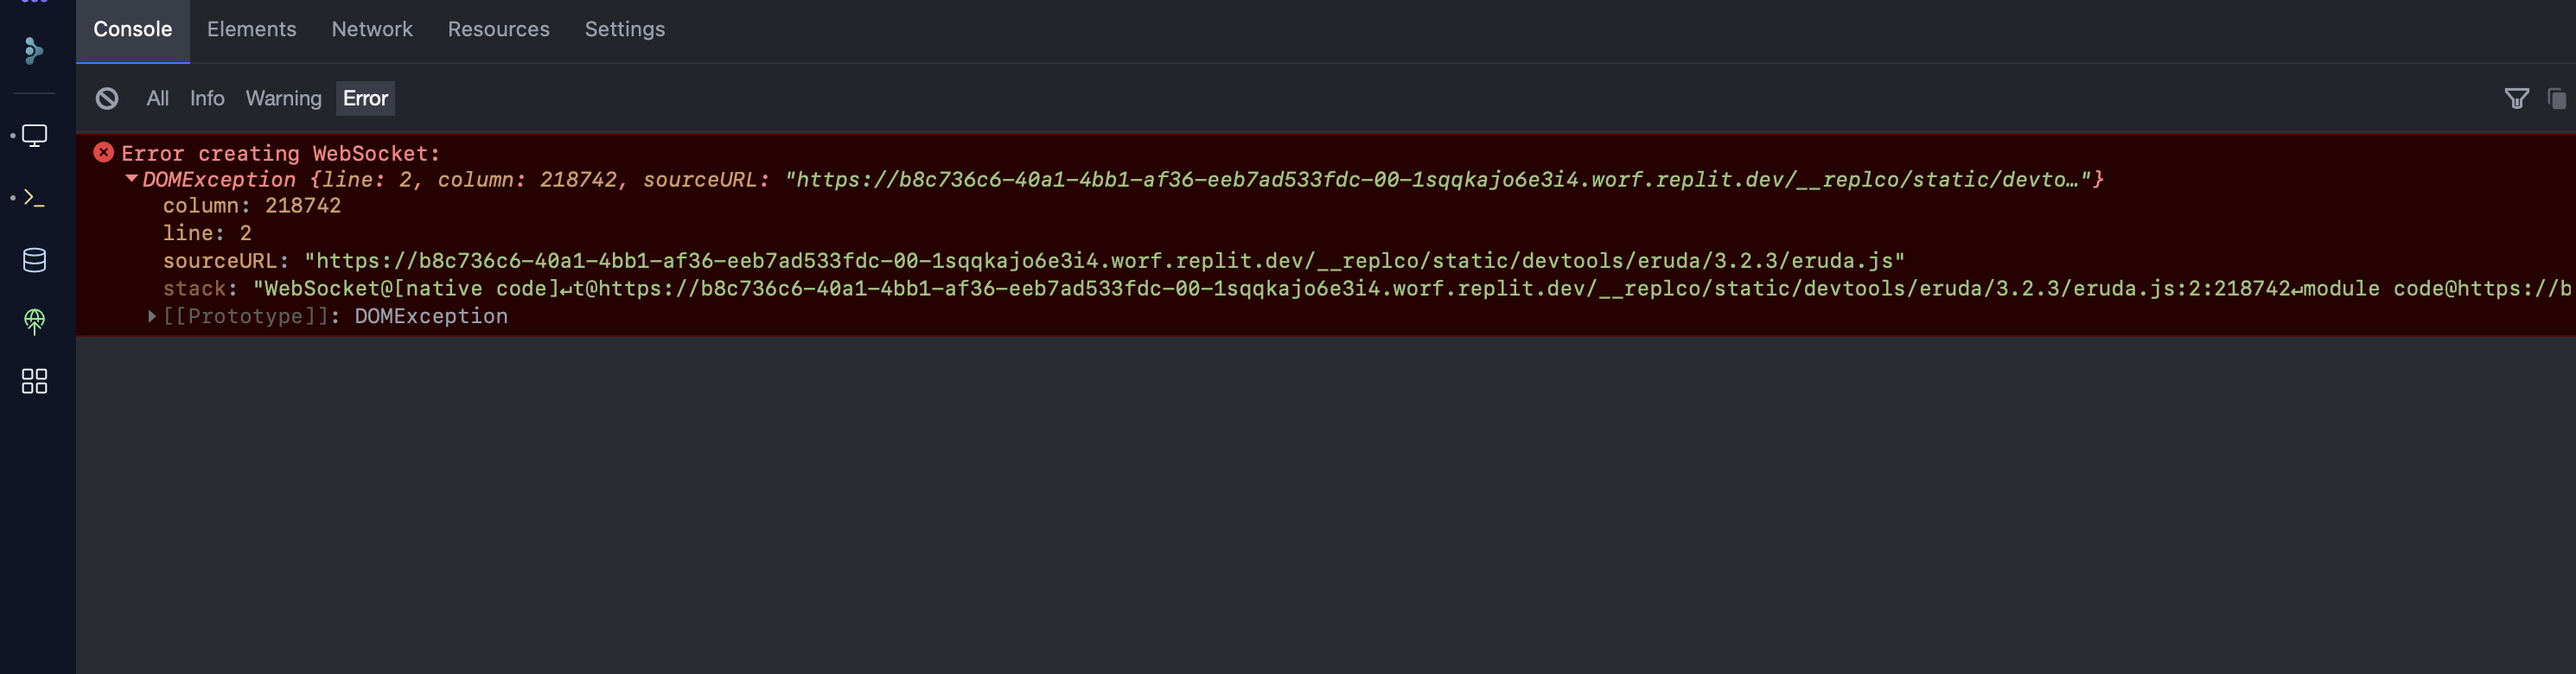 Console Elements Network Resources Settings
All Info Warning Error
Error creating WebSocket:
DOMException {line: 2, column: 218742, sourceURL: "https://b8c736c6-40a1-4bb1-af36-eeb7ad533fdc-00-1sqqkajo6e3i4.worf.replit.dev/__replco/static/devto…"}
column: 218742
line: 2
sourceURL: "https://b8c736c6-40a1-4bb1-af36-eeb7ad533fdc-00-1sqqkajo6e3i4.worf.replit.dev/__replco/static/devtools/eruda/3.2.3/eruda.js"
stack: "WebSocket@[native code]↵t@https://b8c736c6-40a1-4bb1-af36-eeb7ad533fdc-00-1sqqkajo6e3i4.worf.replit.dev/__replco/static/devtools/eruda/3.2.3/eruda.js:2:218742↵module code@https://b
[[Prototype]]: DOMException